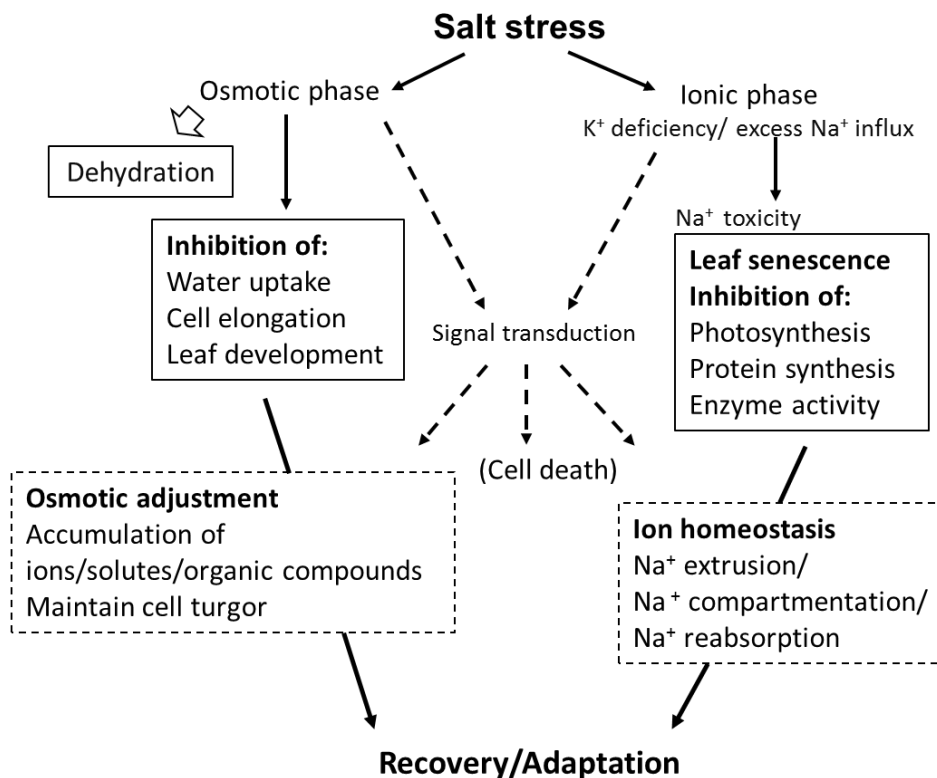 Salt stress
Osmotic phase
Ionic phase
K⁺ deficiency/ excess Na⁺ influx
Dehydration
Na⁺ toxicity
Inhibition of:
Water uptake
Cell elongation
Leaf development
Leaf senescence
Inhibition of:
Photosynthesis
Protein synthesis
Enzyme activity
Signal transduction
(Cell death)
Osmotic adjustment
Accumulation of
ions/solutes/organic compounds
Maintain cell turgor
Ion homeostasis
Na⁺ extrusion/
Na⁺ compartmentation/
Na⁺ reabsorption
Recovery/Adaptation